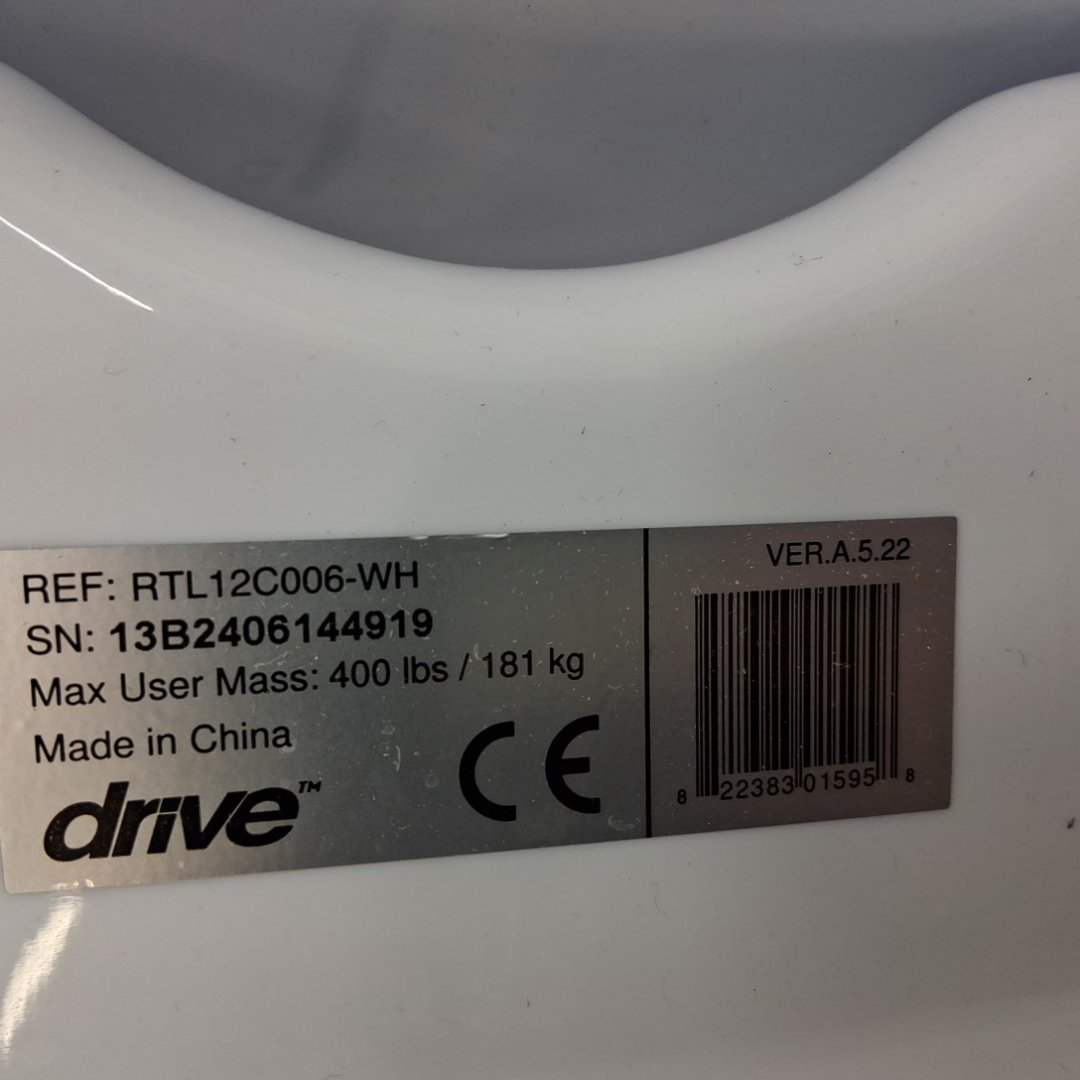 REF: RTL12C006-WH
SN: 13B2406144919
Max User Mass: 400 lbs / 181 kg
Made in China
drive™
CE
VER.A.5.22
8 22383 01595 8